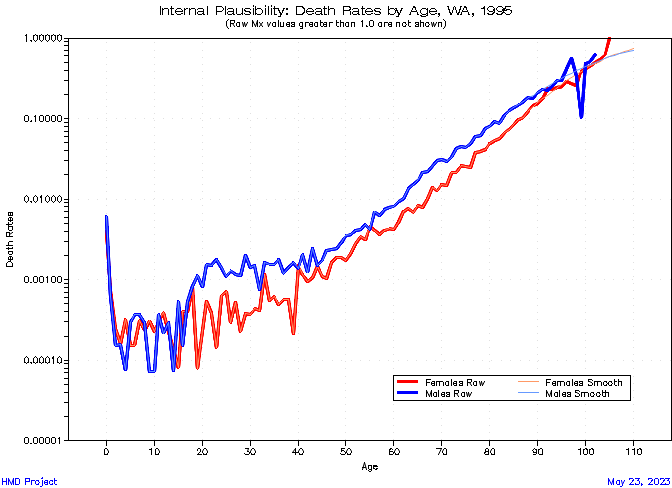 Internal Plausibility: Death Rates by Age, WA, 1995
(Raw Mx values greater than 1.0 are not shown)
1.00000
0.10000
0.01000
0.00100
0.00010
0.00001
Death Rates
0 10 20 30 40 50 60 70 80 90 100 110
Age
Females Raw
Females Smooth
Males Raw
Males Smooth
HMD Project
May 23, 2023